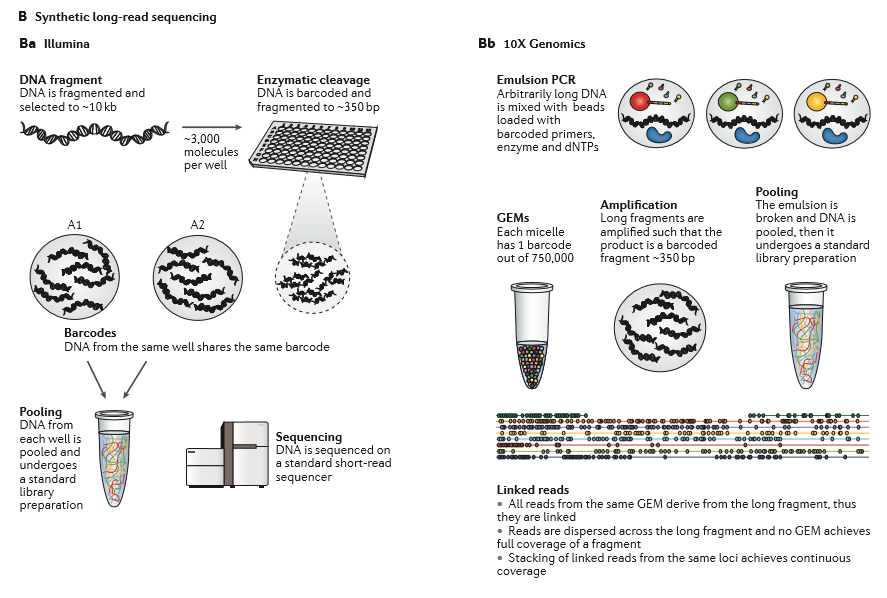 B Synthetic long-read sequencing
Ba Illumina
DNA fragment
DNA is fragmented and
selected to ~10 kb
~3,000
molecules
per well
Enzymatic cleavage
DNA is barcoded and
fragmented to ~350 bp
A1
A2
Barcodes
DNA from the same well shares the same barcode
Pooling
DNA from
each well is
pooled and
undergoes
a standard
library
preparation
Sequencing
DNA is sequenced on
a standard short-read
sequencer
Bb 10X Genomics
Emulsion PCR
Arbitrarily long DNA
is mixed with beads
loaded with
barcoded primers,
enzyme and dNTPs
GEMs
Each micelle
has 1 barcode
out of 750,000
Amplification
Long fragments are
amplified such that the
product is a barcoded
fragment ~350 bp
Pooling
The emulsion is
broken and DNA is
pooled, then it
undergoes a standard
library preparation
Linked reads
• All reads from the same GEM derive from the long fragment, thus
they are linked
• Reads are dispersed across the long fragment and no GEM achieves
full coverage of a fragment
• Stacking of linked reads from the same loci achieves continuous
coverage